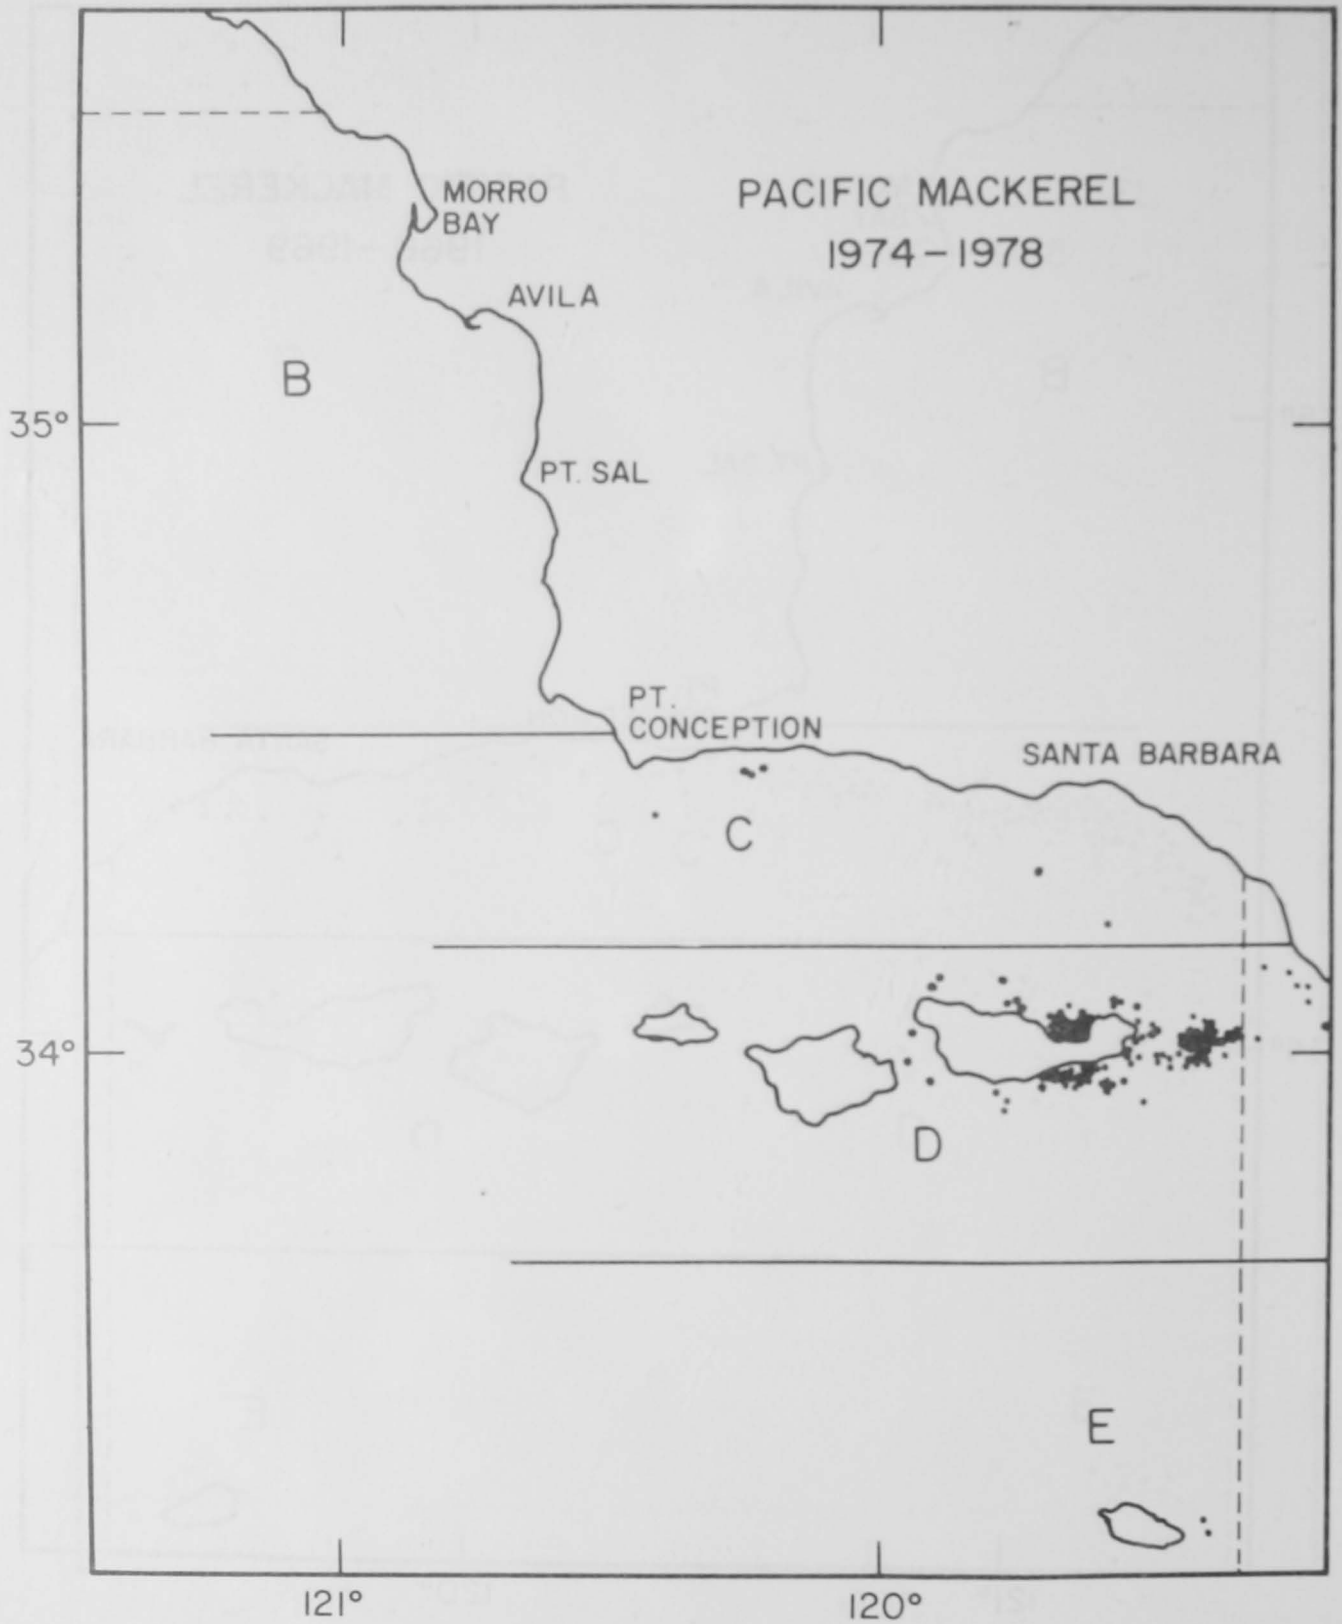 PACIFIC MACKEREL
1974-1978
MORRO
BAY
AVILA
B
35°
PT. SAL
PT.
CONCEPTION
SANTA BARBARA
C
34°
D
E
121°
120°